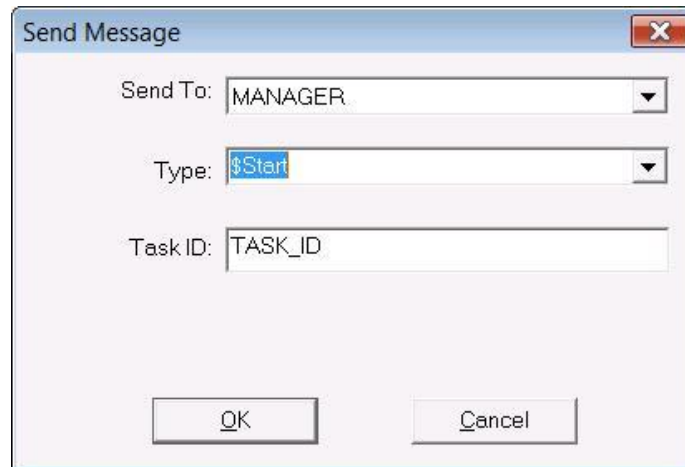 Send Message
Send To: MANAGER
Type: $Start
Task ID: TASK_ID
OK Cancel